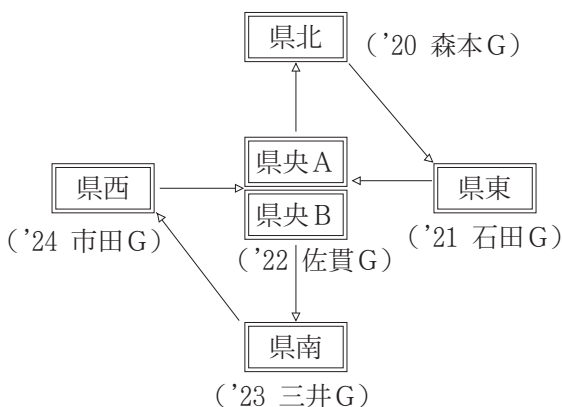 県北
('20 森本G)
県央A
県西
県東
県央B
('24 市田G)
('22 佐貫G)
('21 石田G)
県南
('23 三井G)